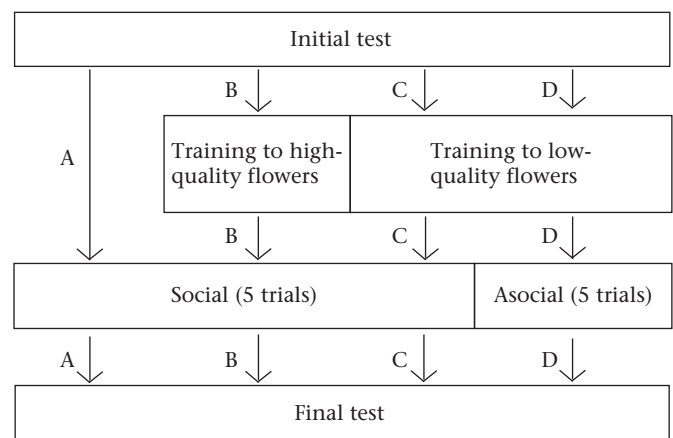 Initial test
B C D
A
Training to high-
quality flowers
Training to low-
quality flowers
B C D
Social (5 trials)
Asocial (5 trials)
A B C D
Final test